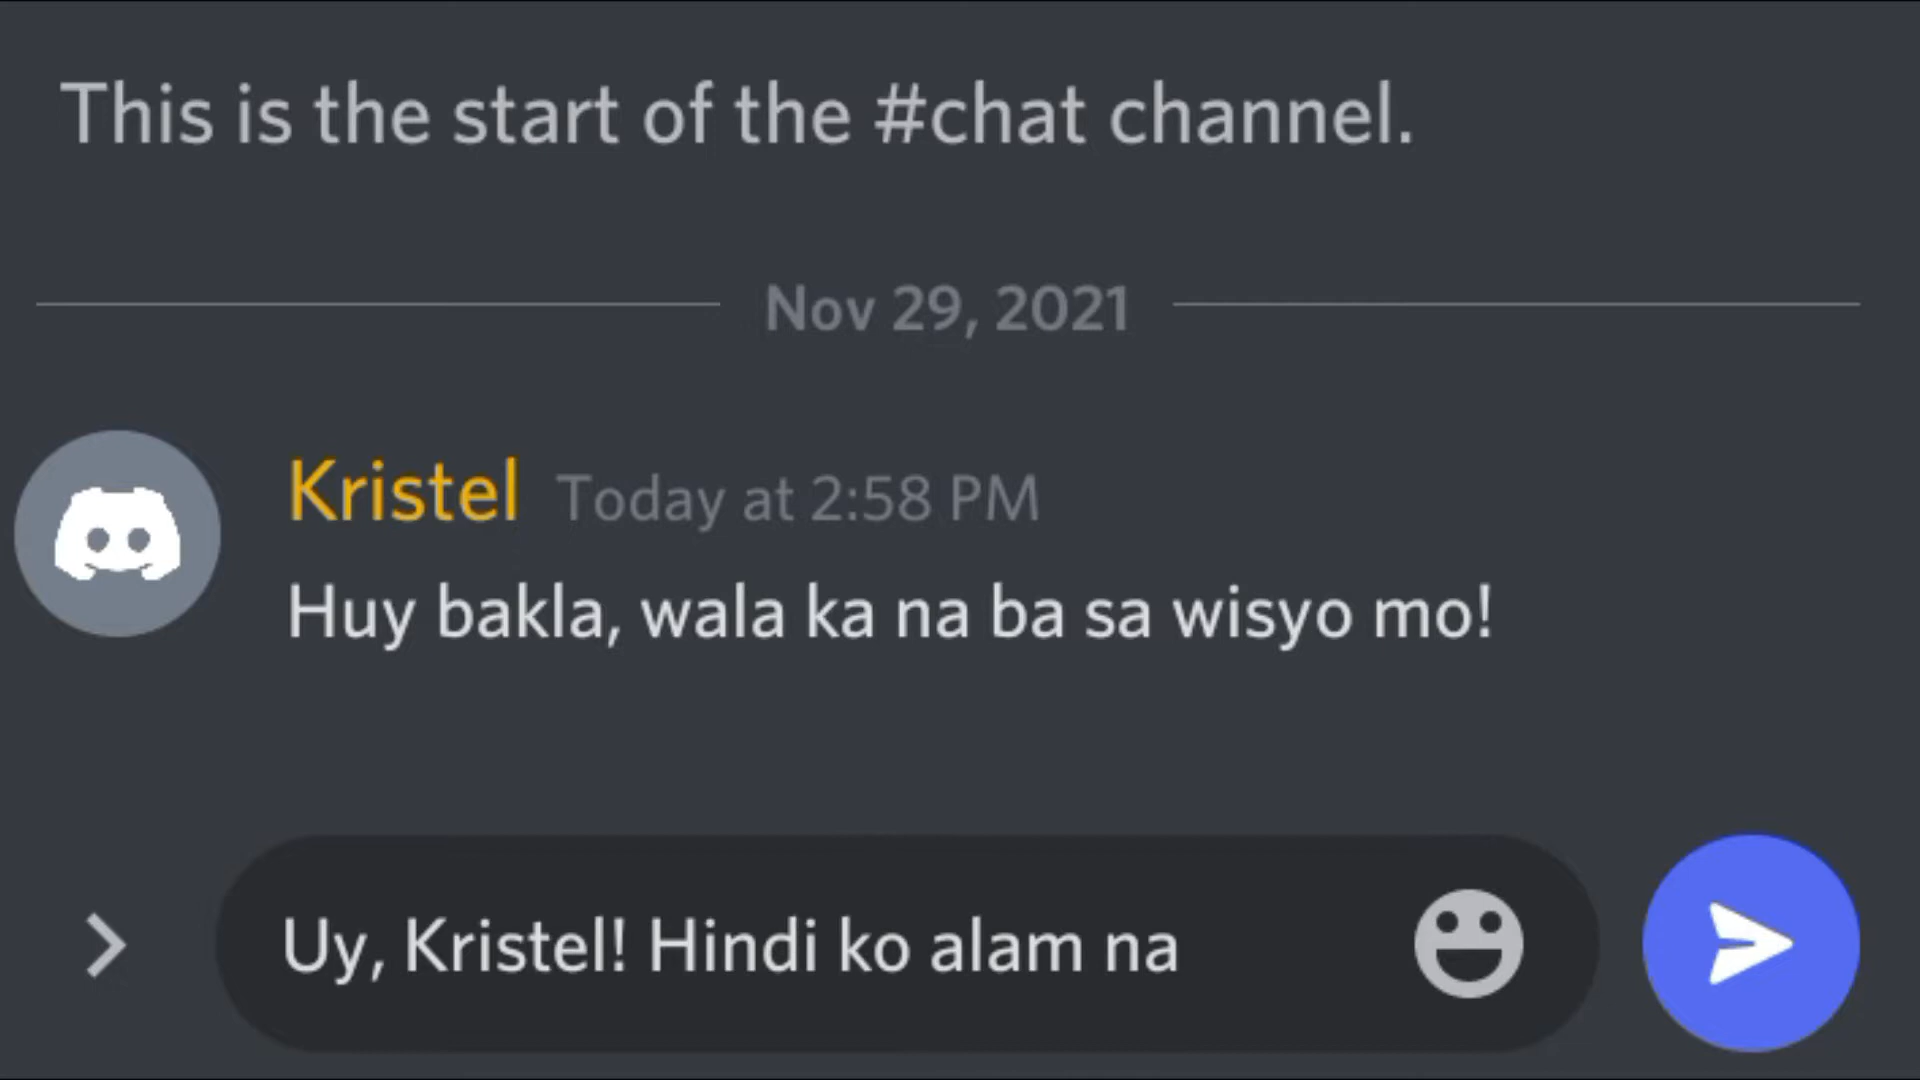 This is the start of the #chat channel.
Nov 29, 2021
Kristel Today at 2:58 PM
Huy bakla, wala ka na ba sa wisyo mo!
Uy, Kristel! Hindi ko alam na